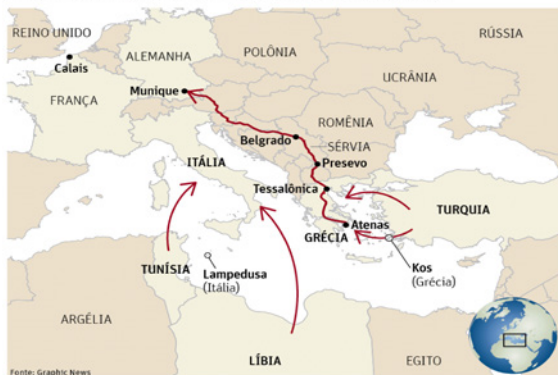 REINO UNIDO
RÚSSIA
Calais
ALEMANHA
POLÔNIA
UCRÂNIA
Munique
FRANÇA
ROMÊNIA
Belgrado
SÉRVIA
ITÁLIA
Presevo
Tessalônica
TURQUIA
Atenas
GRÉCIA
Kos
(Grécia)
TUNÍSIA
Lampedusa
(Itália)
ARGÉLIA
LÍBIA
EGITO
Fonte: Graphic News